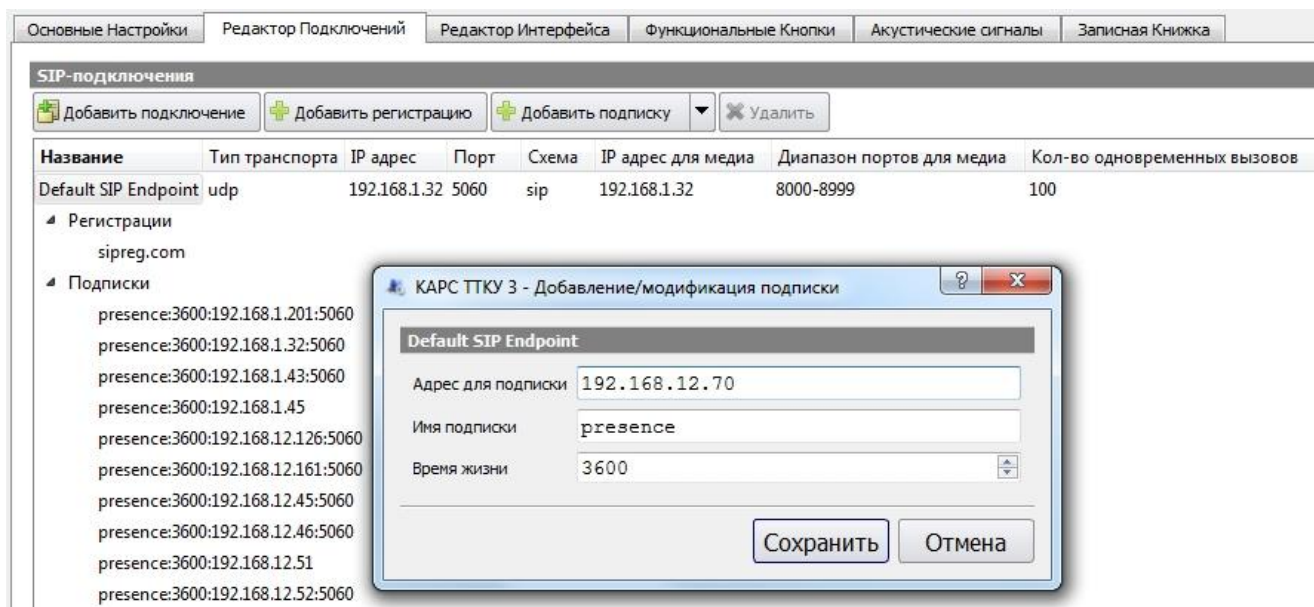 Основные Настройки Редактор Подключений Редактор Интерфейса Функциональные Кнопки Акустические сигналы Записная Книжка
SIP-подключения
Добавить подключение Добавить регистрацию Добавить подписку Удалить
Название Тип транспорта IP адрес Порт Схема IP адрес для медиа Диапазон портов для медиа Кол-во одновременных вызовов
Default SIP Endpoint udp 192.168.1.32 5060 sip 192.168.1.32 8000-8999 100
Регистрации
sipreg.com
Подписки
presence:3600:192.168.1.201:5060
presence:3600:192.168.1.32:5060
presence:3600:192.168.1.43:5060
presence:3600:192.168.1.45
presence:3600:192.168.12.126:5060
presence:3600:192.168.12.161:5060
presence:3600:192.168.12.45:5060
presence:3600:192.168.12.46:5060
presence:3600:192.168.12.51
presence:3600:192.168.12.52:5060
КАРС ТТКУ 3 - Добавление/модификация подписки
Default SIP Endpoint
Адрес для подписки 192.168.12.70
Имя подписки presence
Время жизни 3600
Сохранить Отмена